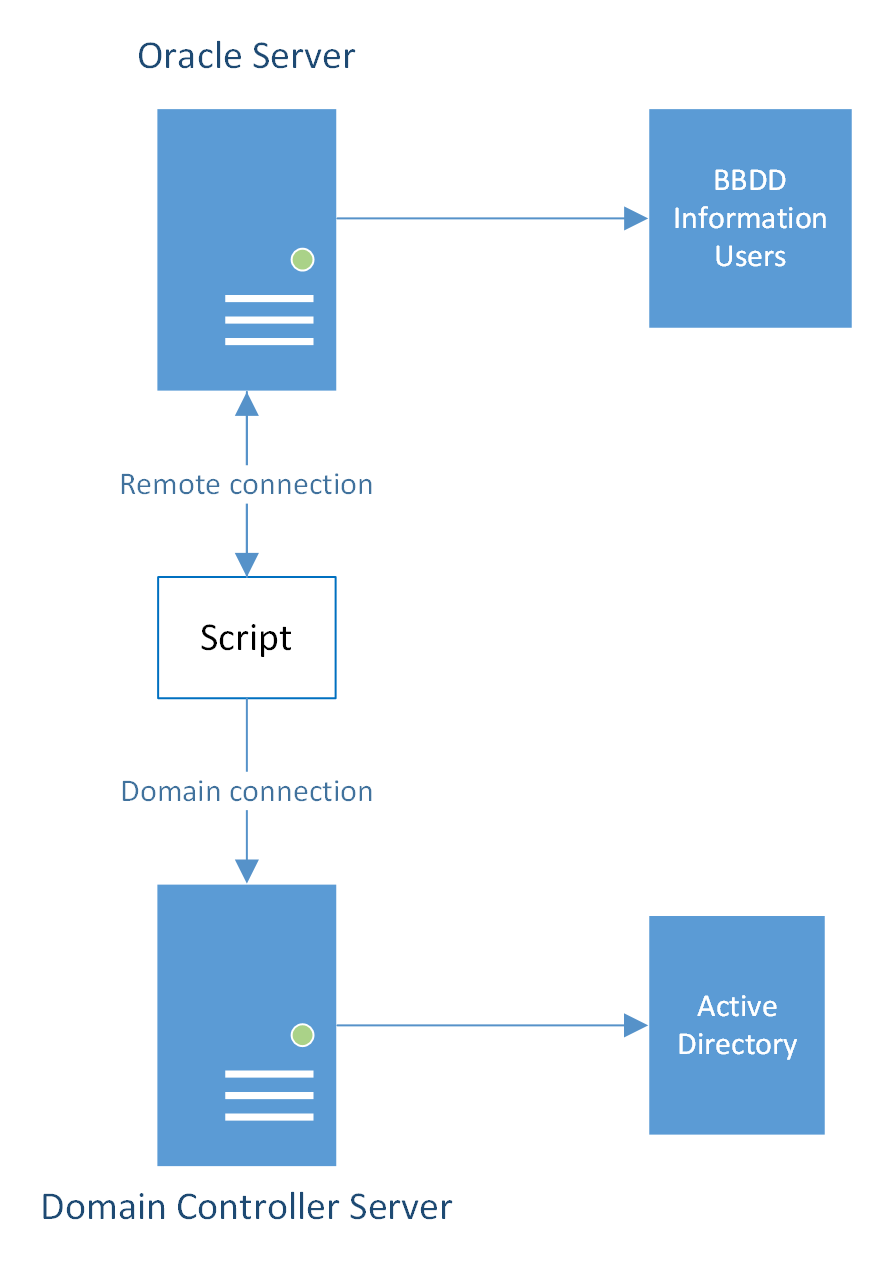 Oracle Server
BBDD
Information
Users
Remote connection
Script
Domain connection
Active
Directory
Domain Controller Server